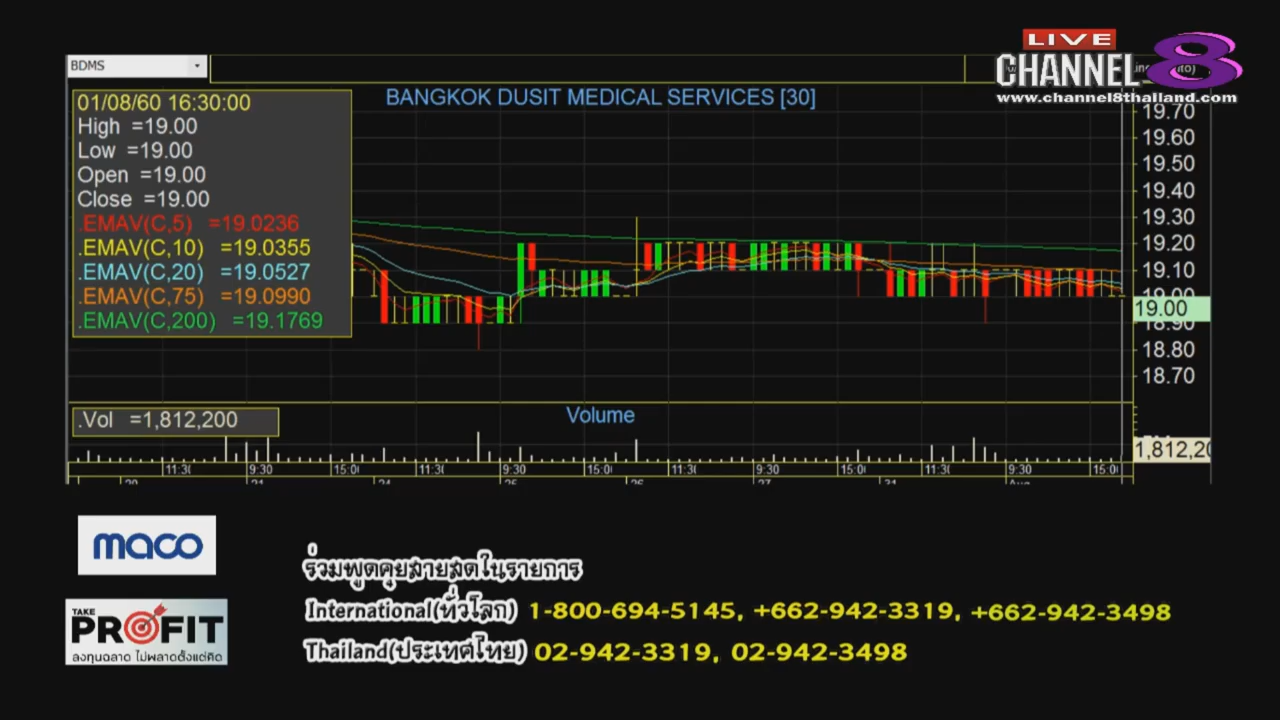 LIVE
CHANNEL 8
www.channel8thailand.com
BDMS
01/08/60 16:30:00
High =19.00
Low =19.00
Open =19.00
Close =19.00
.EMAV(C,5) =19.0236
.EMAV(C,10) =19.0355
.EMAV(C,20) =19.0527
.EMAV(C,75) =19.0990
.EMAV(C,200) =19.1769
BANGKOK DUSIT MEDICAL SERVICES [30]
19.70
19.60
19.50
19.40
19.30
19.20
19.10
19.00
19.00
18.90
18.80
18.70
.Vol =1,812,200
Volume
1,812,20
11:30 9:30 15:0 11:30 9:30 15:0 11:30 9:30 15:0 11:30 9:30 15:0
maco
TAKE
PROFIT
ลงทุนฉลาด ไม่พลาดตั้งแต่คิด
ร่วมพูดคุยสายสดในรายการ
International(ทั่วโลก) 1-800-694-5145, +662-942-3319, +662-942-3498
Thailand(ประเทศไทย) 02-942-3319, 02-942-3498